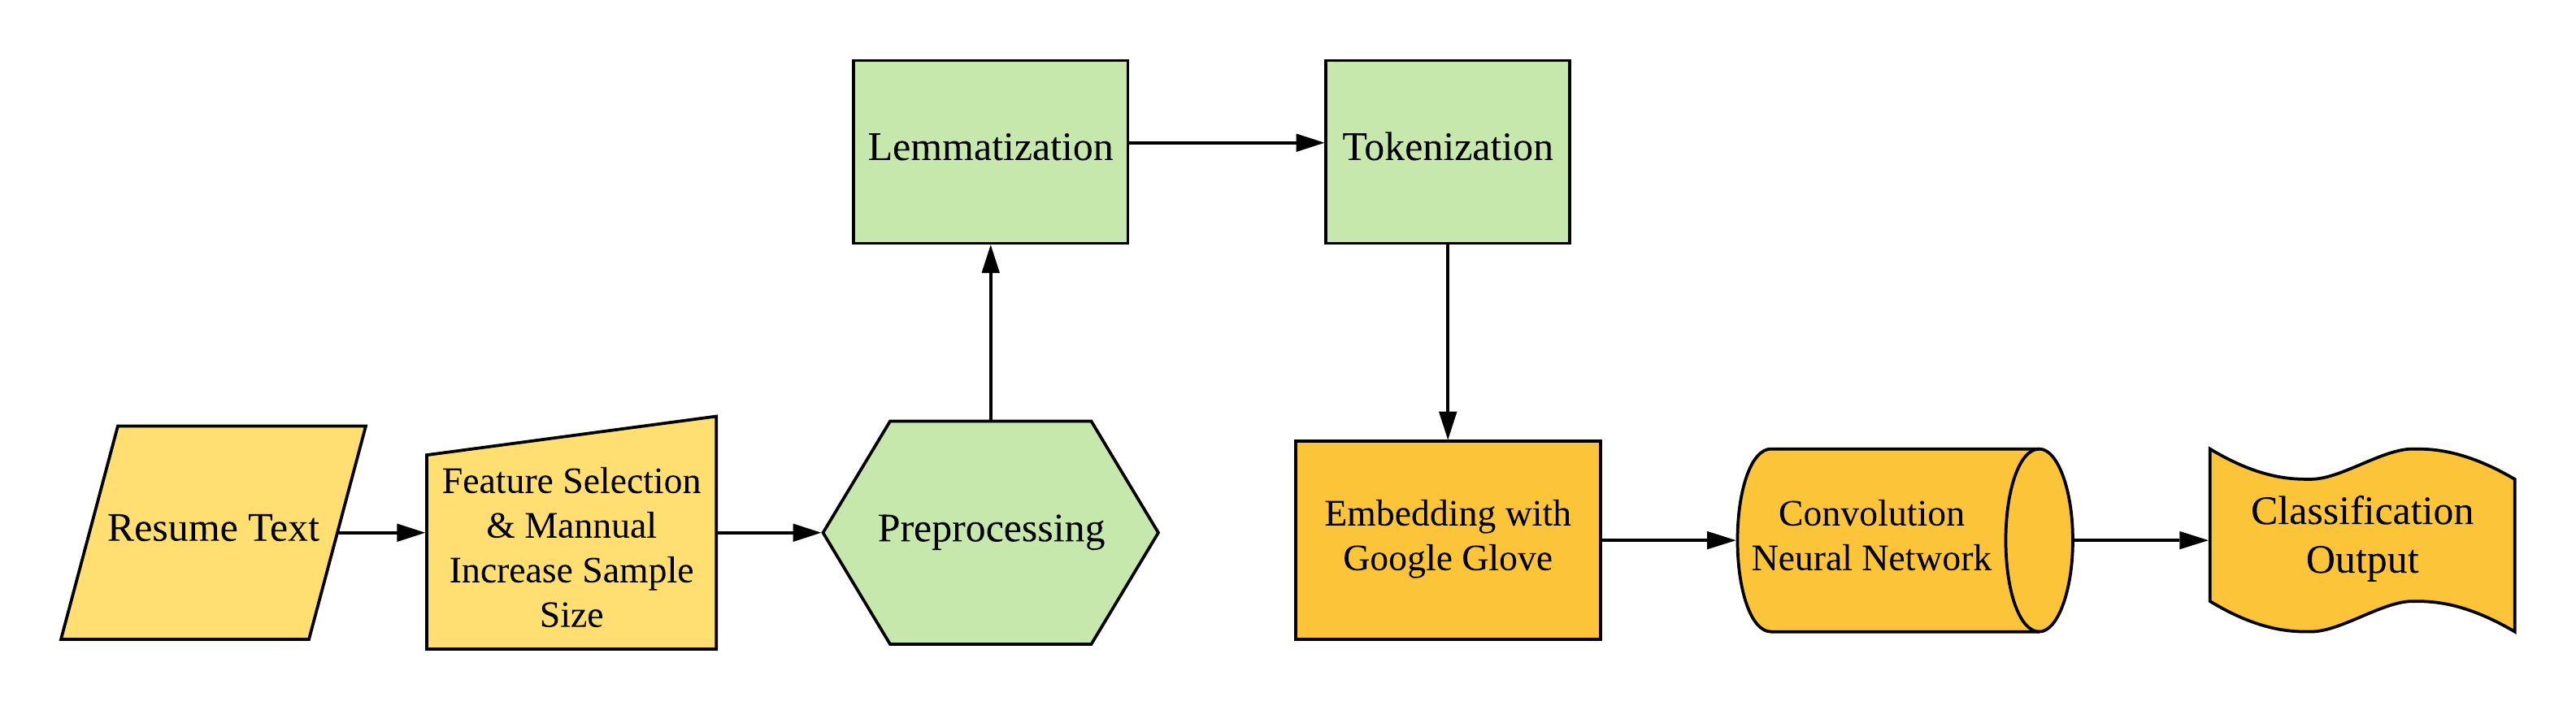 Resume Text
Feature Selection
& Mannual
Increase Sample
Size
Preprocessing
Lemmatization
Tokenization
Embedding with
Google Glove
Convolution
Neural Network
Classification
Output